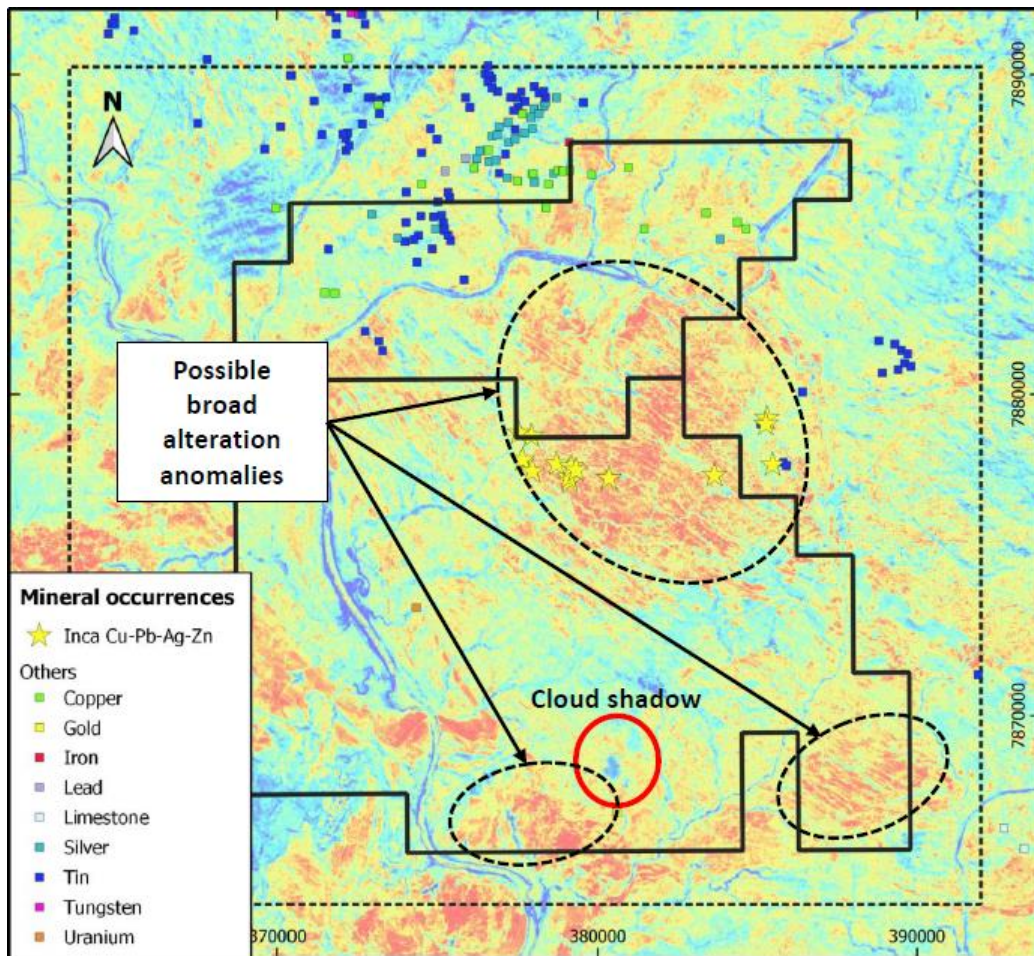 N
7890000
7880000
7870000
Possible
broad
alteration
anomalies
Cloud shadow
Mineral occurrences
Inca Cu-Pb-Ag-Zn
Others
Copper
Gold
Iron
Lead
Limestone
Silver
Tin
Tungsten
Uranium
370000
380000
390000